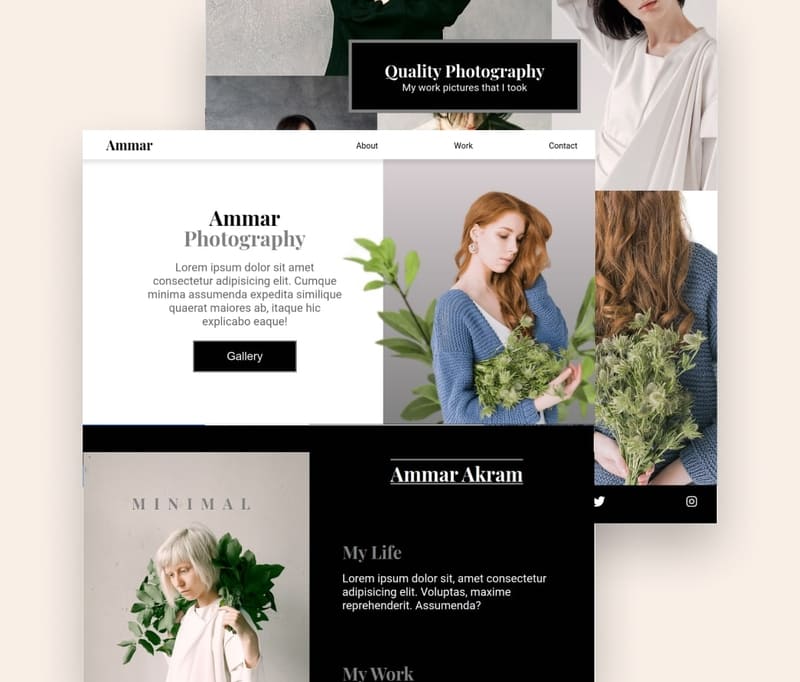 Quality Photography
My work pictures that I took
Ammar
About
Work
Contact
Ammar
Photography
Lorem ipsum dolor sit amet
consectetur adipisicing elit. Cumque
minima assumenda expedita similique
quaerat maiores ab, itaque hic
explicabo eaque!
Gallery
MINIMAL
Ammar Akram
My Life
Lorem ipsum dolor sit, amet consectetur
adipisicing elit. Voluptas, maxime
reprehenderit. Assumenda?
My Work